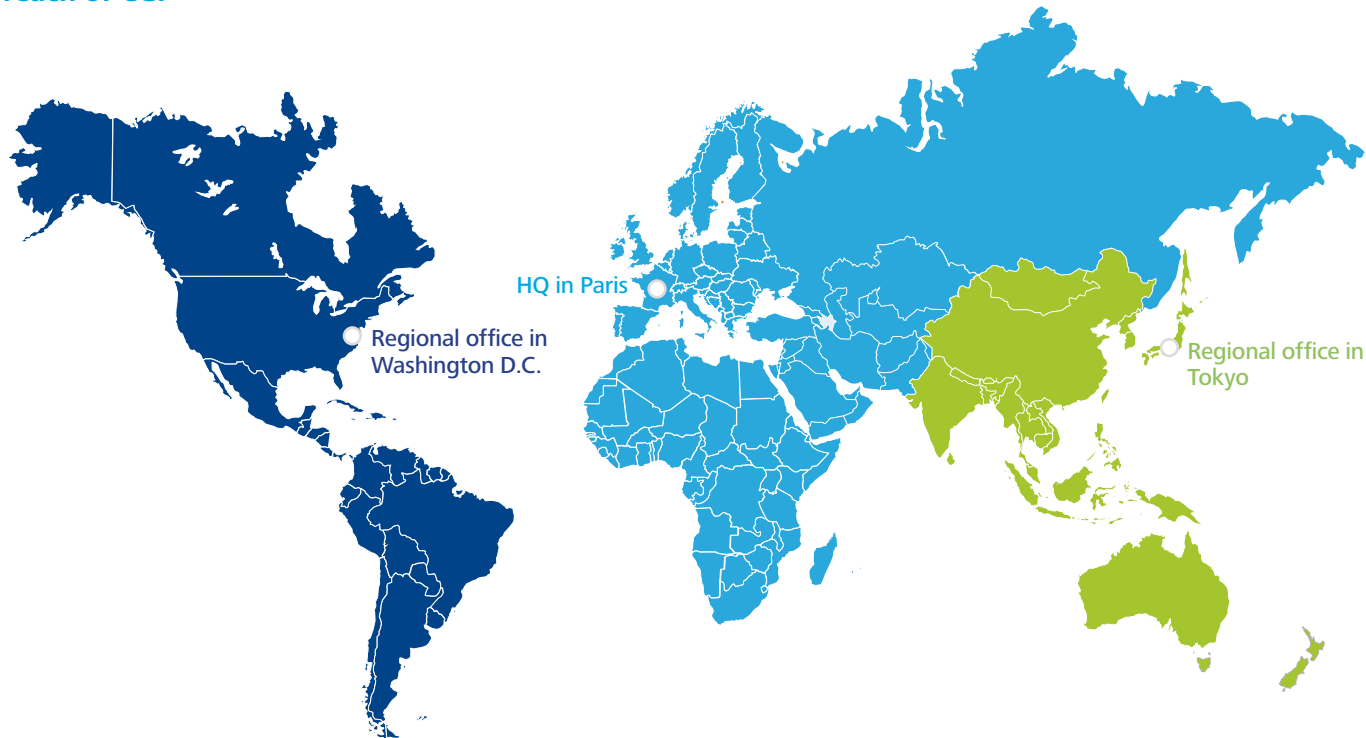 HQ in Paris
Regional office in
Washington D.C.
Regional office in
Tokyo